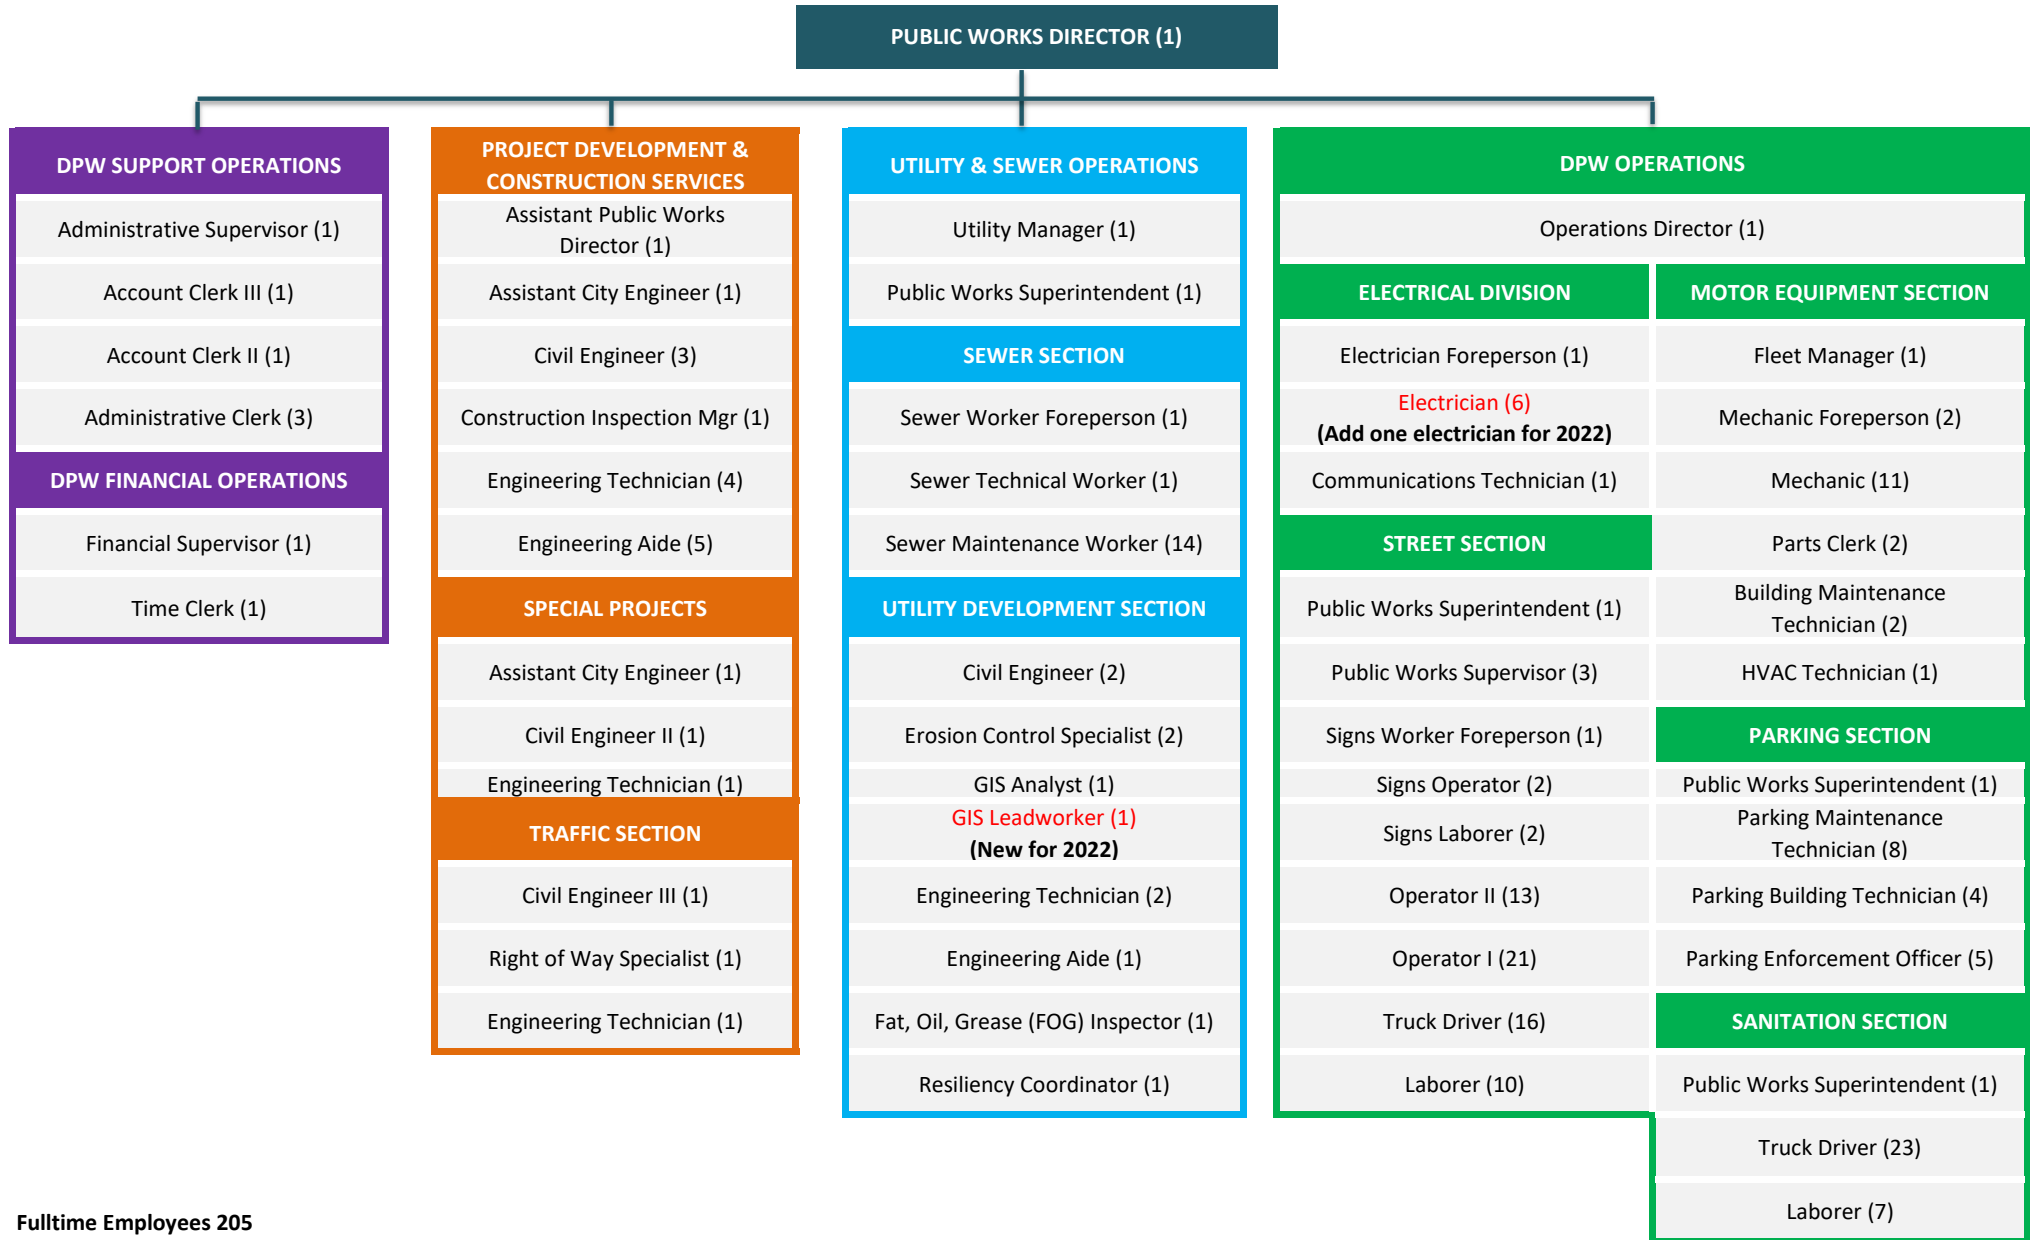 PUBLIC WORKS DIRECTOR (1)
DPW SUPPORT OPERATIONS
Administrative Supervisor (1)
Account Clerk III (1)
Account Clerk II (1)
Administrative Clerk (3)
DPW FINANCIAL OPERATIONS
Financial Supervisor (1)
Time Clerk (1)
PROJECT DEVELOPMENT &
CONSTRUCTION SERVICES
Assistant Public Works
Director (1)
Assistant City Engineer (1)
Civil Engineer (3)
Construction Inspection Mgr (1)
Engineering Technician (4)
Engineering Aide (5)
SPECIAL PROJECTS
Assistant City Engineer (1)
Civil Engineer II (1)
Engineering Technician (1)
TRAFFIC SECTION
Civil Engineer III (1)
Right of Way Specialist (1)
Engineering Technician (1)
UTILITY & SEWER OPERATIONS
Utility Manager (1)
Public Works Superintendent (1)
SEWER SECTION
Sewer Worker Foreperson (1)
Sewer Technical Worker (1)
Sewer Maintenance Worker (14)
UTILITY DEVELOPMENT SECTION
Civil Engineer (2)
Erosion Control Specialist (2)
GIS Analyst (1)
GIS Leadworker (1)
(New for 2022)
Engineering Technician (2)
Engineering Aide (1)
Fat, Oil, Grease (FOG) Inspector (1)
Resiliency Coordinator (1)
DPW OPERATIONS
Operations Director (1)
ELECTRICAL DIVISION
Electrician Foreperson (1)
Electrician (6)
(Add one electrician for 2022)
Communications Technician (1)
STREET SECTION
Public Works Superintendent (1)
Public Works Supervisor (3)
Signs Worker Foreperson (1)
Signs Operator (2)
Signs Laborer (2)
Operator II (13)
Operator I (21)
Truck Driver (16)
Laborer (10)
MOTOR EQUIPMENT SECTION
Fleet Manager (1)
Mechanic Foreperson (2)
Mechanic (11)
Parts Clerk (2)
Building Maintenance
Technician (2)
HVAC Technician (1)
PARKING SECTION
Public Works Superintendent (1)
Parking Maintenance
Technician (8)
Parking Building Technician (4)
Parking Enforcement Officer (5)
SANITATION SECTION
Public Works Superintendent (1)
Truck Driver (23)
Laborer (7)
Fulltime Employees 205